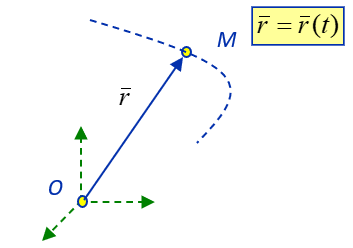 M
r̄ = r̄(t)
r̄
O